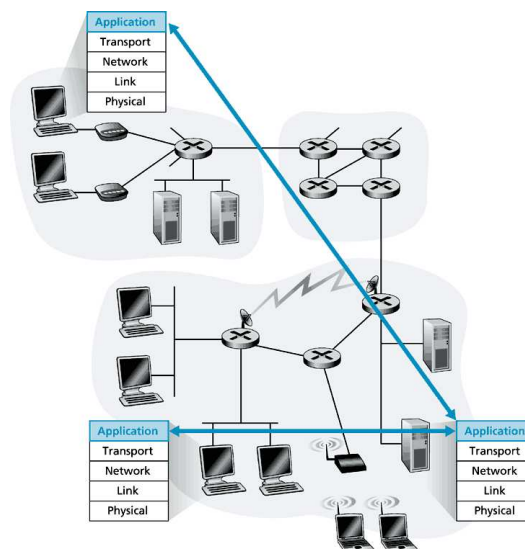 Application
Transport
Network
Link
Physical
Application
Transport
Network
Link
Physical
Application
Transport
Network
Link
Physical